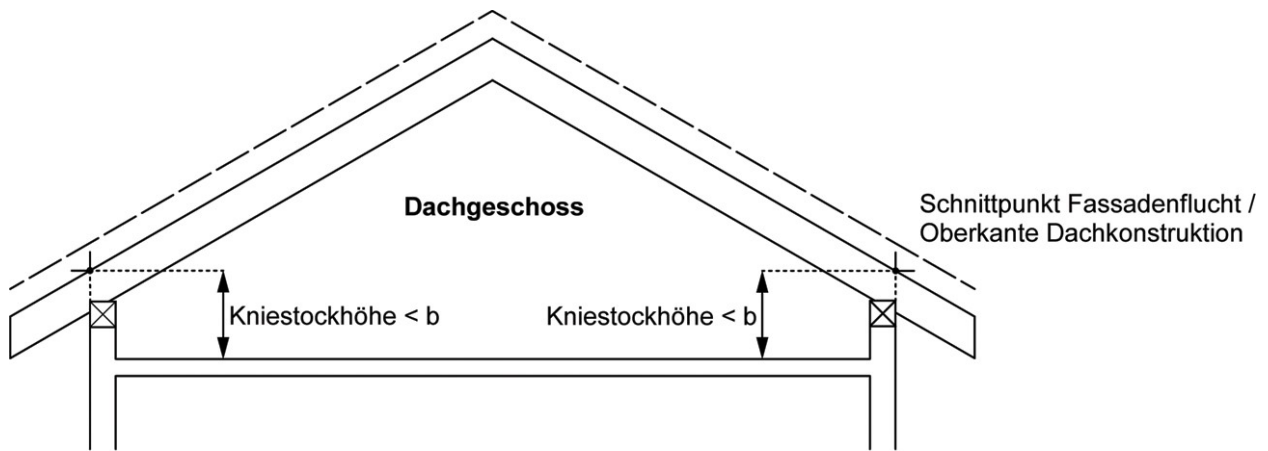 Dachgeschoss
Schnittpunkt Fassadenflucht /
Oberkante Dachkonstruktion
Kniestockhöhe < b
Kniestockhöhe < b